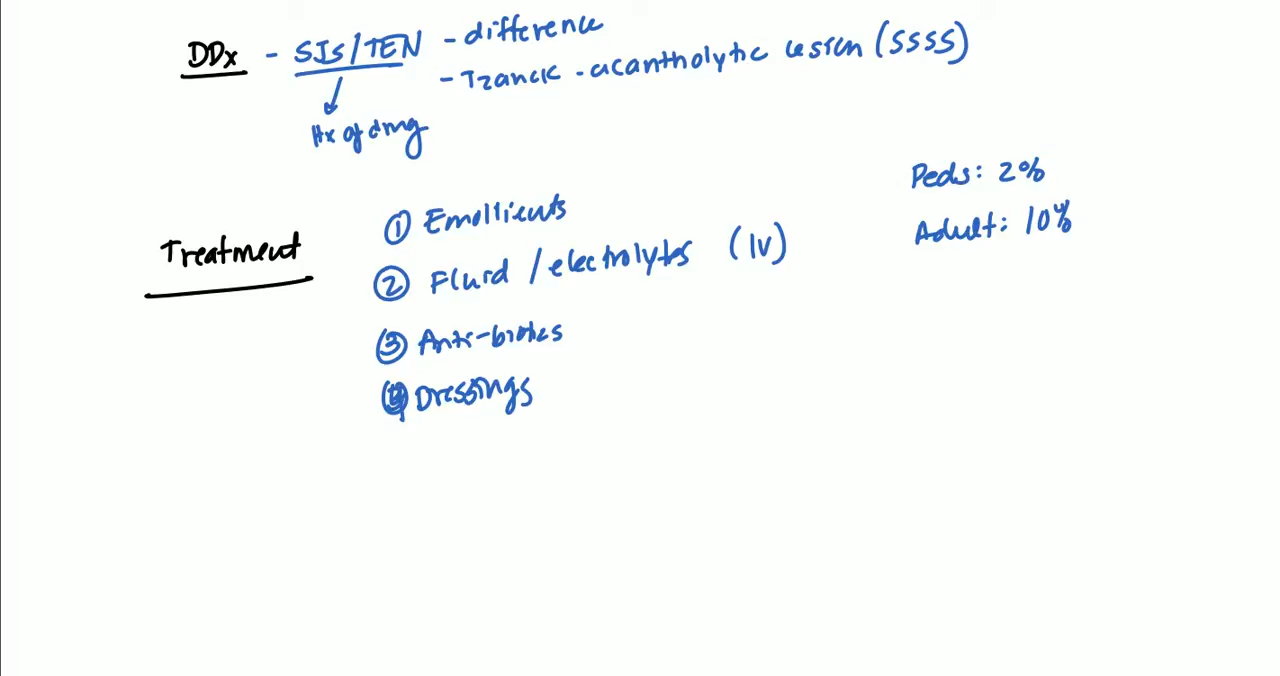 DDx - SJS/TEN - difference
- Tzanck - acantholytic lesion (SSSS)
Hx of drug
Peds: 2%
Adult: 10%
Treatment
① Emollients
② Fluid / electrolytes (IV)
③ Anti-biotics
④ Dressings